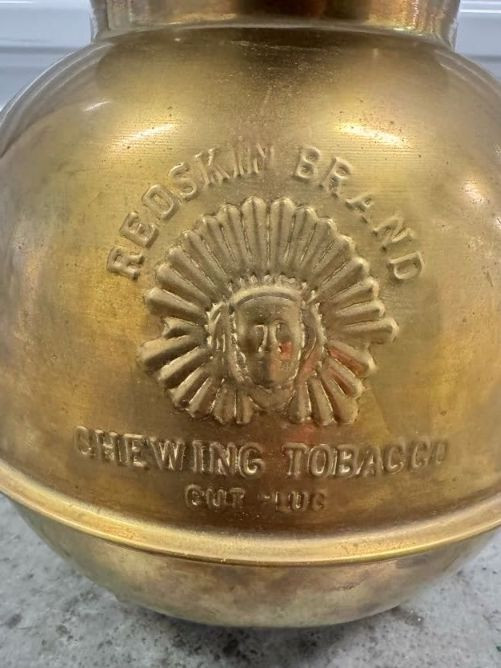 REDSKIN BRAND
CHEWING TOBACCO
CUT PLUG